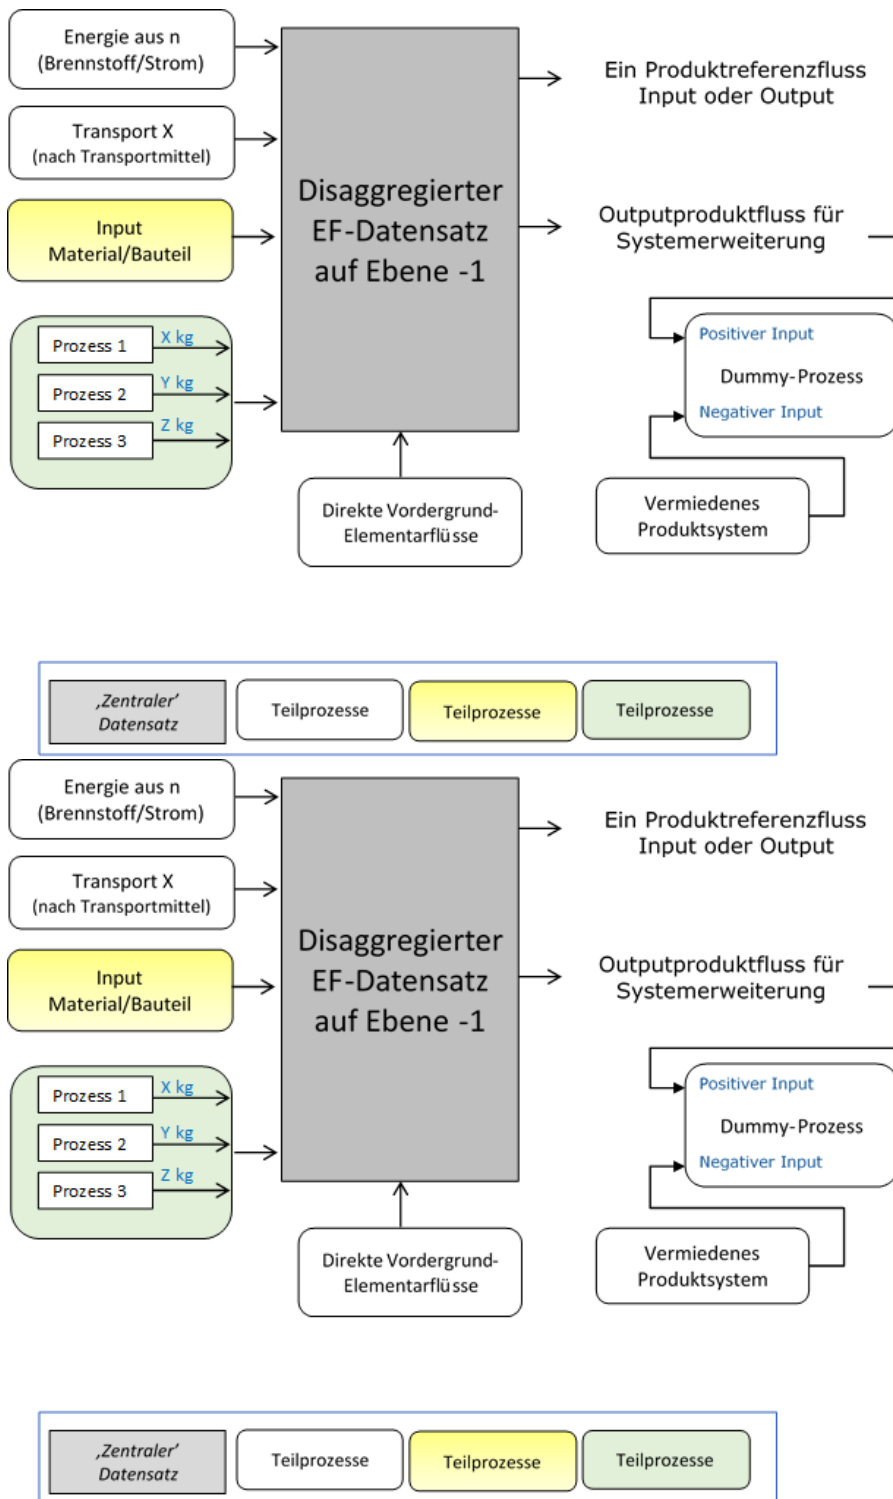 Energie aus n
(Brennstoff/Strom)
Transport X
(nach Transportmittel)
Input
Material/Bauteil
Prozess 1
X kg
Prozess 2
Y kg
Prozess 3
Z kg
Disaggregierter
EF-Datensatz
auf Ebene -1
Direkte Vordergrund-
Elementarflüsse
Ein Produktreferenzfluss
Input oder Output
Outputproduktfluss für
Systemerweiterung
Positiver Input
Dummy-Prozess
Negativer Input
Vermiedenes
Produktsystem
‚Zentraler’
Datensatz
Teilprozesse
Teilprozesse
Teilprozesse
Energie aus n
(Brennstoff/Strom)
Transport X
(nach Transportmittel)
Input
Material/Bauteil
Prozess 1
X kg
Prozess 2
Y kg
Prozess 3
Z kg
Disaggregierter
EF-Datensatz
auf Ebene -1
Direkte Vordergrund-
Elementarflüsse
Ein Produktreferenzfluss
Input oder Output
Outputproduktfluss für
Systemerweiterung
Positiver Input
Dummy-Prozess
Negativer Input
Vermiedenes
Produktsystem
‚Zentraler’
Datensatz
Teilprozesse
Teilprozesse
Teilprozesse